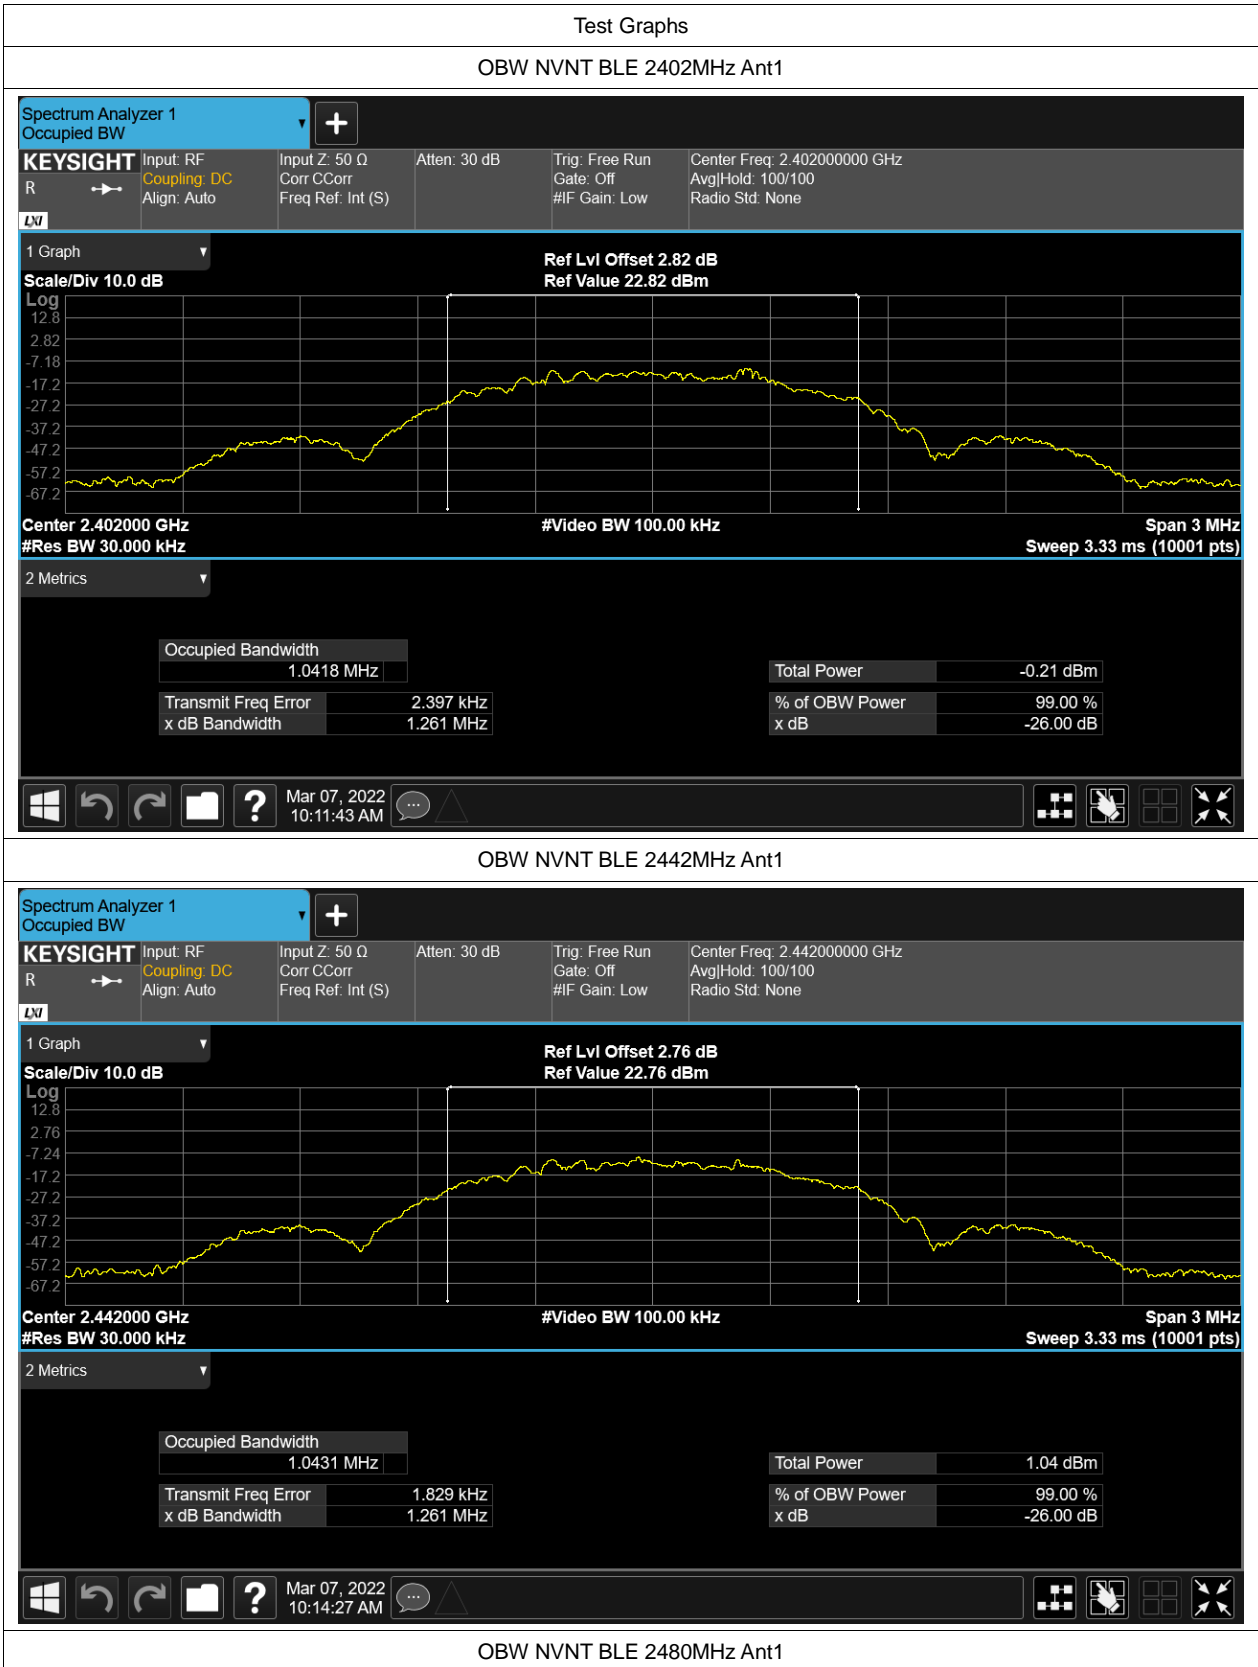 Test Graphs
OBW NVNT BLE 2402MHz Ant1
Spectrum Analyzer 1
Occupied BW
KEYSIGHT Input: RF Input Z: 50 Ω Atten: 30 dB Trig: Free Run Center Freq: 2.402000000 GHz
R Coupling: DC Corr CCorr Gate: Off Avg|Hold: 100/100
Align: Auto Freq Ref: Int (S) #IF Gain: Low Radio Std: None
LXI
1 Graph
Ref Lvl Offset 2.82 dB
Scale/Div 10.0 dB Ref Value 22.82 dBm
Log
12.8
2.82
-7.18
-17.2
-27.2
-37.2
-47.2
-57.2
-67.2
Center 2.402000 GHz #Video BW 100.00 kHz Span 3 MHz
#Res BW 30.000 kHz Sweep 3.33 ms (10001 pts)
2 Metrics
Occupied Bandwidth
1.0418 MHz Total Power -0.21 dBm
Transmit Freq Error 2.397 kHz % of OBW Power 99.00 %
x dB Bandwidth 1.261 MHz x dB -26.00 dB
Mar 07, 2022
10:11:43 AM
OBW NVNT BLE 2442MHz Ant1
Spectrum Analyzer 1
Occupied BW
KEYSIGHT Input: RF Input Z: 50 Ω Atten: 30 dB Trig: Free Run Center Freq: 2.442000000 GHz
R Coupling: DC Corr CCorr Gate: Off Avg|Hold: 100/100
Align: Auto Freq Ref: Int (S) #IF Gain: Low Radio Std: None
LXI
1 Graph
Ref Lvl Offset 2.76 dB
Scale/Div 10.0 dB Ref Value 22.76 dBm
Log
12.8
2.76
-7.24
-17.2
-27.2
-37.2
-47.2
-57.2
-67.2
Center 2.442000 GHz #Video BW 100.00 kHz Span 3 MHz
#Res BW 30.000 kHz Sweep 3.33 ms (10001 pts)
2 Metrics
Occupied Bandwidth
1.0431 MHz Total Power 1.04 dBm
Transmit Freq Error 1.829 kHz % of OBW Power 99.00 %
x dB Bandwidth 1.261 MHz x dB -26.00 dB
Mar 07, 2022
10:14:27 AM
OBW NVNT BLE 2480MHz Ant1